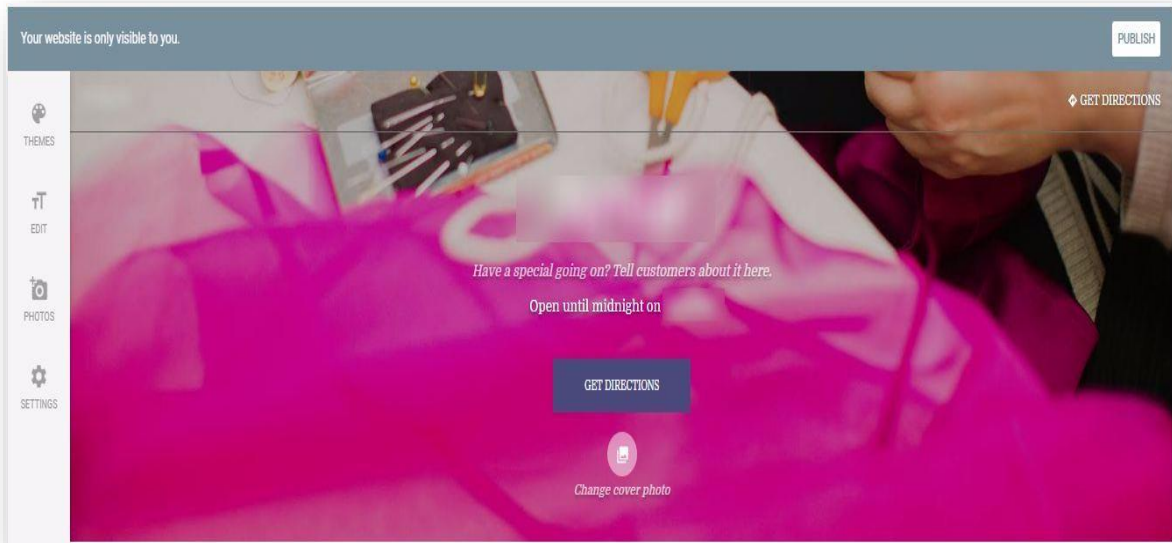 Your website is only visible to you.
PUBLISH
GET DIRECTIONS
THEMES
EDIT
PHOTOS
SETTINGS
Have a special going on? Tell customers about it here.
Open until midnight on
GET DIRECTIONS
Change cover photo